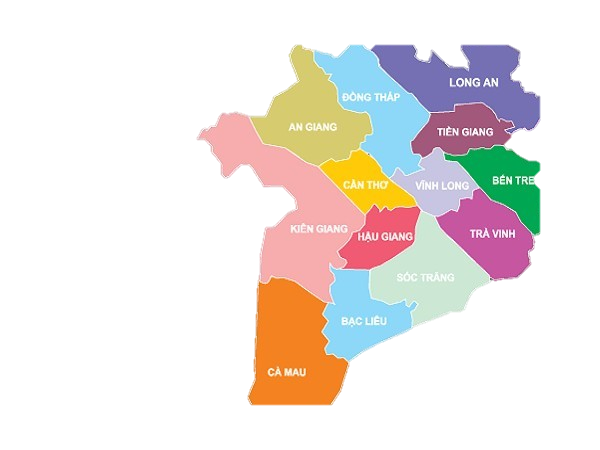 LONG AN
ĐỒNG THÁP
AN GIANG
TIỀN GIANG
CẦN THƠ
VĨNH LONG
BẾN TRE
KIÊN GIANG
HẬU GIANG
TRÀ VINH
SÓC TRĂNG
BẠC LIÊU
CÀ MAU